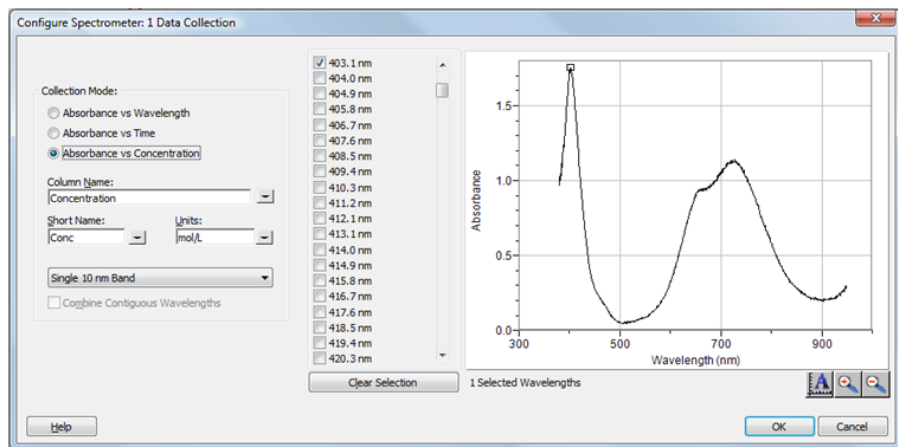 Configure Spectrometer: 1 Data Collection
Collection Mode:
Absorbance vs Wavelength
Absorbance vs Time
Absorbance vs Concentration
Column Name:
Concentration
Short Name: Units:
Conc mol/L
Single 10 nm Band
Combine Contiguous Wavelengths
403.1 nm
404.0 nm
404.9 nm
405.8 nm
406.7 nm
407.6 nm
408.5 nm
409.4 nm
410.3 nm
411.2 nm
412.1 nm
413.1 nm
414.0 nm
414.9 nm
415.8 nm
416.7 nm
417.6 nm
418.5 nm
419.4 nm
420.3 nm
Clear Selection
1.5
1.0
0.5
0.0
Absorbance
300 500 700 900
Wavelength (nm)
1 Selected Wavelengths
A
Help OK Cancel